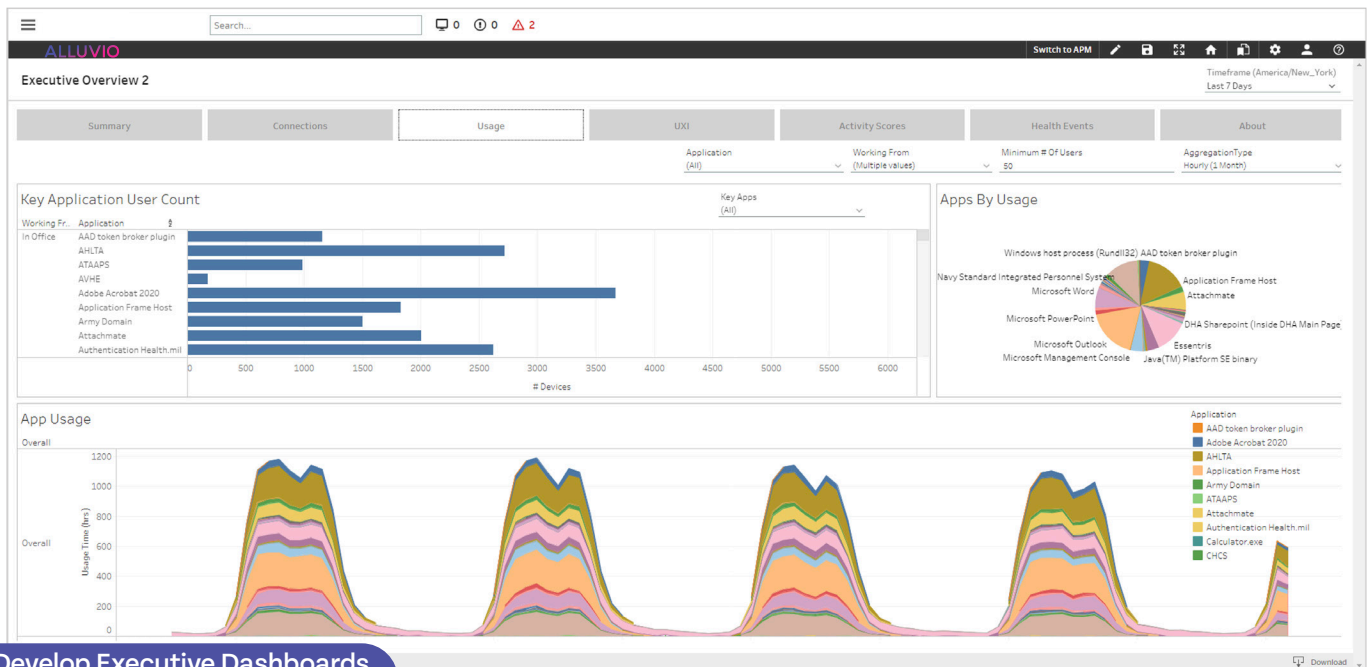 Search...
0
0
2
ALLUVIO
Switch to APM
Executive Overview 2
Timeframe (America/New_York)
Last 7 Days
Summary
Connections
Usage
UXI
Activity Scores
Health Events
About
Application
(All)
Working From
(Multiple values)
Minimum # Of Users
50
AggregationType
Hourly (1 Month)
Key Application User Count
Key Apps
(All)
Working Fr.. Application
In Office AAD token broker plugin
AHLTA
ATAAPS
AVHE
Adobe Acrobat 2020
Application Frame Host
Army Domain
Attachmate
Authentication Health.mil
0 500 1000 1500 2000 2500 3000 3500 4000 4500 5000 5500 6000
# Devices
Apps By Usage
Windows host process (Rundll32) AAD token broker plugin
Navy Standard Integrated Personnel System
Application Frame Host
Microsoft Word
Attachmate
Microsoft PowerPoint
DHA Sharepoint (Inside DHA Main Page)
Microsoft Outlook
Essentris
Microsoft Management Console
Java(TM) Platform SE binary
App Usage
Overall
Overall
Usage Time (hrs)
1200
1000
800
600
400
200
0
Application
AAD token broker plugin
Adobe Acrobat 2020
AHLTA
Application Frame Host
Army Domain
ATAAPS
Attachmate
Authentication Health.mil
Calculator.exe
CHCS
Develop Executive Dashboards
Download